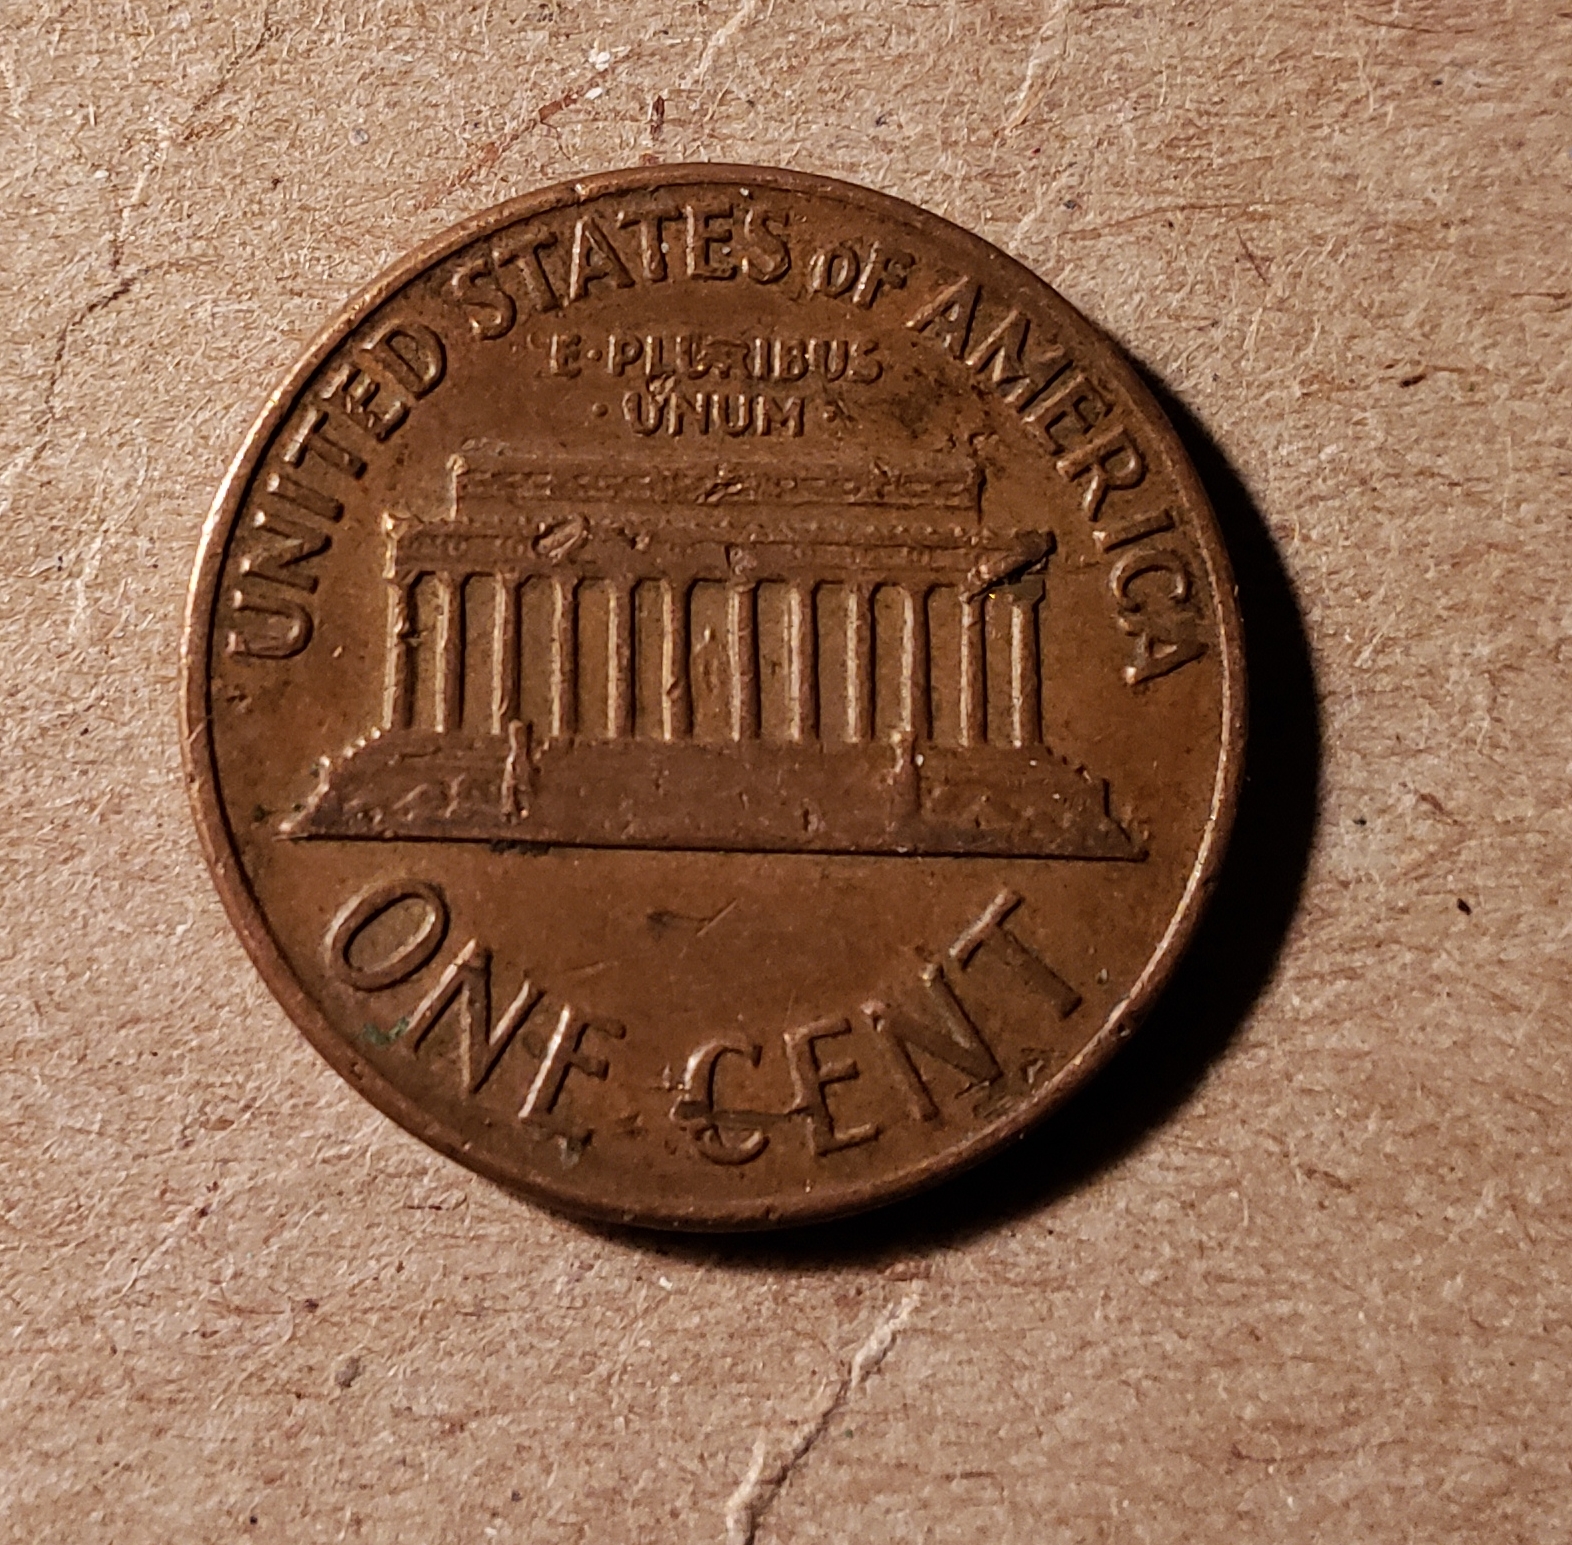 UNITED STATES OF AMERICA
E·PLURIBUS
·UNUM·
ONE CENT